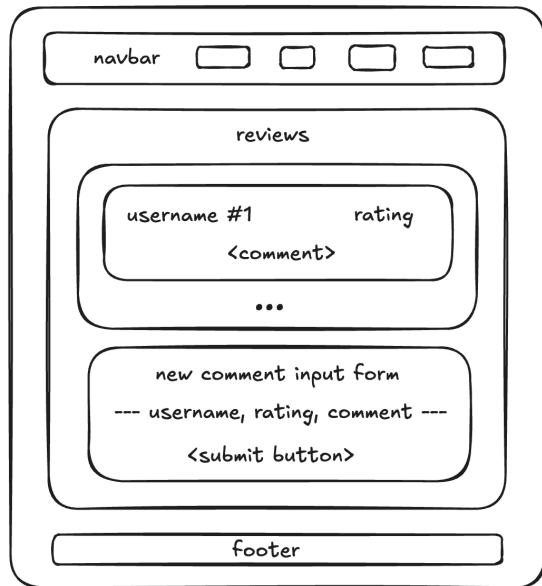 navbar
reviews
username #1 rating
<comment>
...
new comment input form
--- username, rating, comment ---
<submit button>
footer